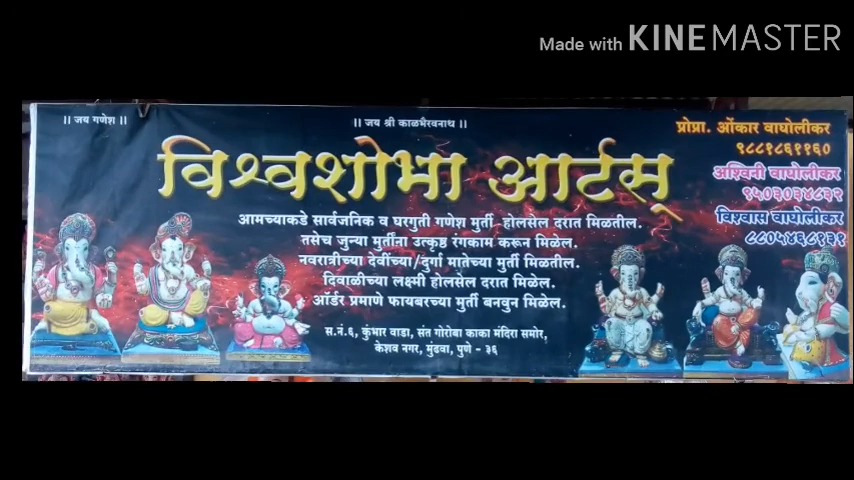 Made with KINEMASTER
॥ जय गणेश ॥
॥ जय श्री काळभैरवनाथ ॥
विश्वशोभा आर्टस्
प्रोप्रा. ओंकार वाघोलीकर
९८८१८६११६०
अश्विनी वाघोलीकर
९५०३०३४८३२
विश्वास वाघोलीकर
८८०५४६८१३१
आमच्याकडे सार्वजनिक व घरगुती गणेश मुर्ती होलसेल दरात मिळतील.
तसेच जुन्या मुर्तींना उत्कृष्ठ रंगकाम करून मिळेल.
नवरात्रीच्या देवींच्या/दुर्गा मातेच्या मुर्ती मिळतील.
दिवाळीच्या लक्ष्मी होलसेल दरात मिळेल.
ऑर्डर प्रमाणे फायबरच्या मुर्ती बनवुन मिळेल.
स.नं.६, कुंभार वाडा, संत गोरोबा काका मंदिरा समोर,
केशव नगर, मुंढवा, पुणे - ३६